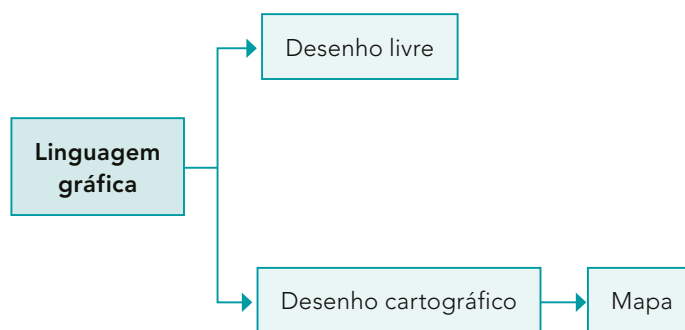 Desenho livre
Linguagem
gráfica
Desenho cartográfico
Mapa